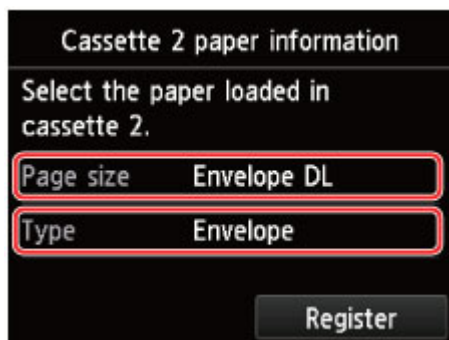 Cassette 2 paper information
Select the paper loaded in
cassette 2.
Page size Envelope DL
Type Envelope
Register